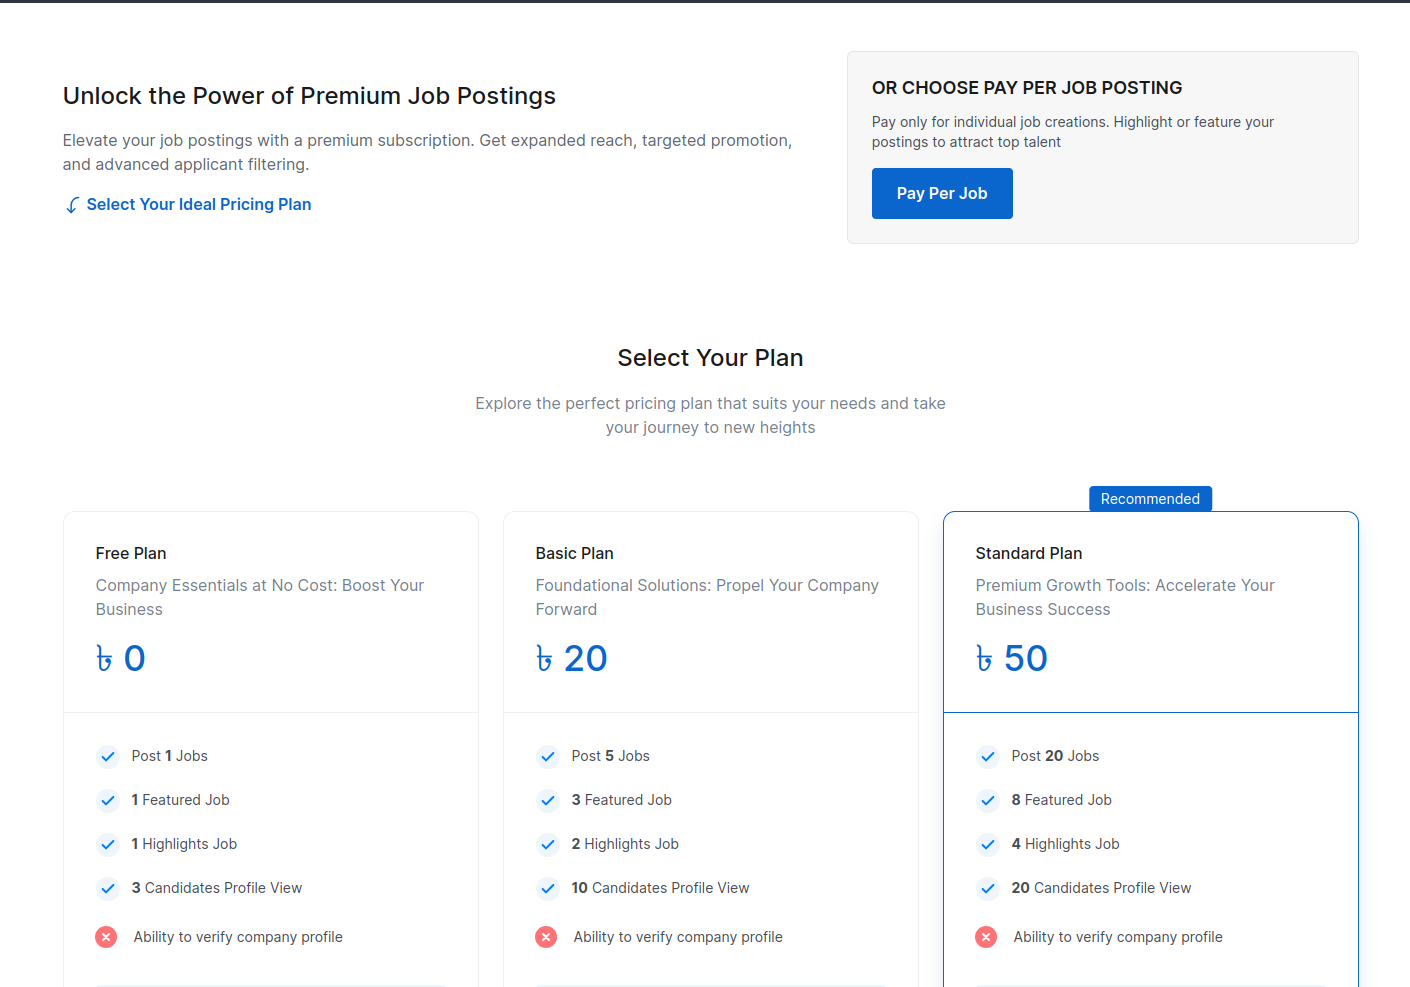 Unlock the Power of Premium Job Postings
Elevate your job postings with a premium subscription. Get expanded reach, targeted promotion,
and advanced applicant filtering.
Select Your Ideal Pricing Plan
OR CHOOSE PAY PER JOB POSTING
Pay only for individual job creations. Highlight or feature your
postings to attract top talent
Pay Per Job
Select Your Plan
Explore the perfect pricing plan that suits your needs and take
your journey to new heights
Free Plan
Company Essentials at No Cost: Boost Your
Business
৳ 0
Post 1 Jobs
1 Featured Job
1 Highlights Job
3 Candidates Profile View
Ability to verify company profile
Basic Plan
Foundational Solutions: Propel Your Company
Forward
৳ 20
Post 5 Jobs
3 Featured Job
2 Highlights Job
10 Candidates Profile View
Ability to verify company profile
Recommended
Standard Plan
Premium Growth Tools: Accelerate Your
Business Success
৳ 50
Post 20 Jobs
8 Featured Job
4 Highlights Job
20 Candidates Profile View
Ability to verify company profile